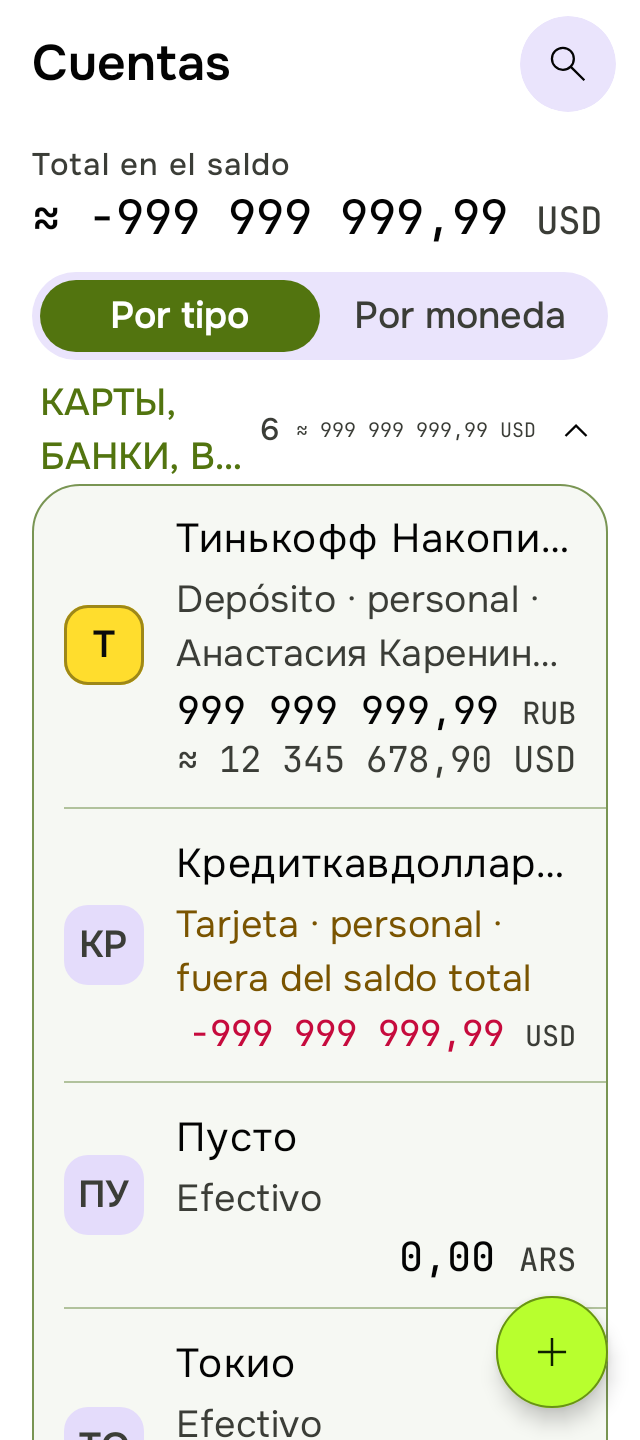 Cuentas
Total en el saldo
≈ -999 999 999,99 USD
Por tipo
Por moneda
КАРТЫ,
БАНКИ, В...
6 ≈ 999 999 999,99 USD
Тинькофф Накопи...
Depósito · personal ·
Анастасия Каренин...
T
999 999 999,99 RUB
≈ 12 345 678,90 USD
Кредиткавдоллар...
КР
Tarjeta · personal ·
fuera del saldo total
-999 999 999,99 USD
Пусто
ПУ
Efectivo
0,00 ARS
Токио
Efectivo
ТО